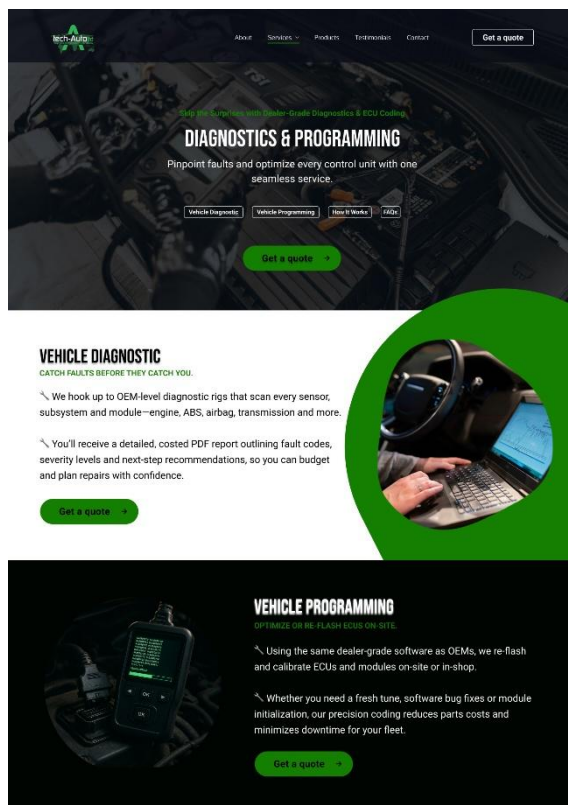 tech-Auto
About
Services
Products
Testimonials
Contact
Get a quote
Skip the Surprises with Dealer-Grade Diagnostics & ECU Coding
DIAGNOSTICS & PROGRAMMING
Pinpoint faults and optimize every control unit with one
seamless service.
Vehicle Diagnostic
Vehicle Programming
How It Works
FAQs
Get a quote →
VEHICLE DIAGNOSTIC
CATCH FAULTS BEFORE THEY CATCH YOU.
🔧 We hook up to OEM-level diagnostic rigs that scan every sensor,
subsystem and module—engine, ABS, airbag, transmission and more.
🔧 You'll receive a detailed, costed PDF report outlining fault codes,
severity levels and next-step recommendations, so you can budget
and plan repairs with confidence.
Get a quote →
VEHICLE PROGRAMMING
OPTIMIZE OR RE-FLASH ECUS ON-SITE.
🔧 Using the same dealer-grade software as OEMs, we re-flash
and calibrate ECUs and modules on-site or in-shop.
🔧 Whether you need a fresh tune, software bug fixes or module
initialization, our precision coding reduces parts costs and
minimizes downtime for your fleet.
OK
OK
Get a quote →